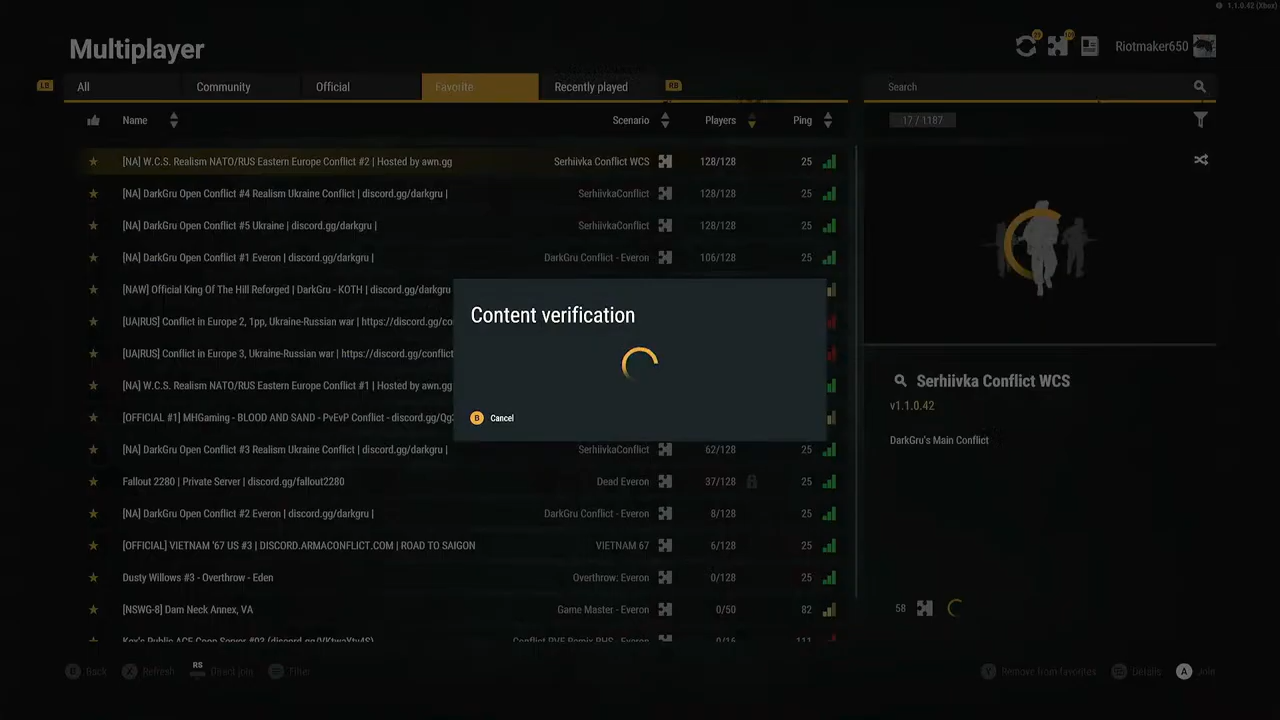 1.1.0.42 (Xbox)
Multiplayer
Riotmaker650
LB All Community Official Favorite Recently played RB
Search
Name Scenario Players Ping
17 / 1187
[NA] W.C.S. Realism NATO/RUS Eastern Europe Conflict #2 | Hosted by awn.gg Serhiivka Conflict WCS 128/128 25
[NA] DarkGru Open Conflict #4 Realism Ukraine Conflict | discord.gg/darkgru | SerhiivkaConflict 128/128 25
[NA] DarkGru Open Conflict #5 Ukraine | discord.gg/darkgru | SerhiivkaConflict 128/128 25
[NA] DarkGru Open Conflict #1 Everon | discord.gg/darkgru | DarkGru Conflict - Everon 106/128 25
[NAW] Official King Of The Hill Reforged | DarkGru - KOTH | discord.gg/darkgru
[UA|RUS] Conflict in Europe 2, 1pp, Ukraine-Russian war | https://discord.gg/co
[UA|RUS] Conflict in Europe 3, Ukraine-Russian war | https://discord.gg/conflict
[NA] W.C.S. Realism NATO/RUS Eastern Europe Conflict #1 | Hosted by awn.gg
[OFFICIAL #1] MHGaming - BLOOD AND SAND - PvEvP Conflict - discord.gg/Qg
[NA] DarkGru Open Conflict #3 Realism Ukraine Conflict | discord.gg/darkgru | SerhiivkaConflict 62/128 25
Fallout 2280 | Private Server | discord.gg/fallout2280 Dead Everon 37/128 25
[NA] DarkGru Open Conflict #2 Everon | discord.gg/darkgru | DarkGru Conflict - Everon 8/128 25
[OFFICIAL] VIETNAM '67 US #3 | DISCORD.ARMACONFLICT.COM | ROAD TO SAIGON VIETNAM 67 6/128 25
Dusty Willows #3 - Overthrow - Eden Overthrow: Everon 0/128 25
[NSWG-8] Dam Neck Annex, VA Game Master - Everon 0/50 82
Content verification
B Cancel
Serhiivka Conflict WCS
v1.1.0.42
DarkGru's Main Conflict
58
B Back X Refresh RS Direct join Filter
Y Remove from favorites Details A Join